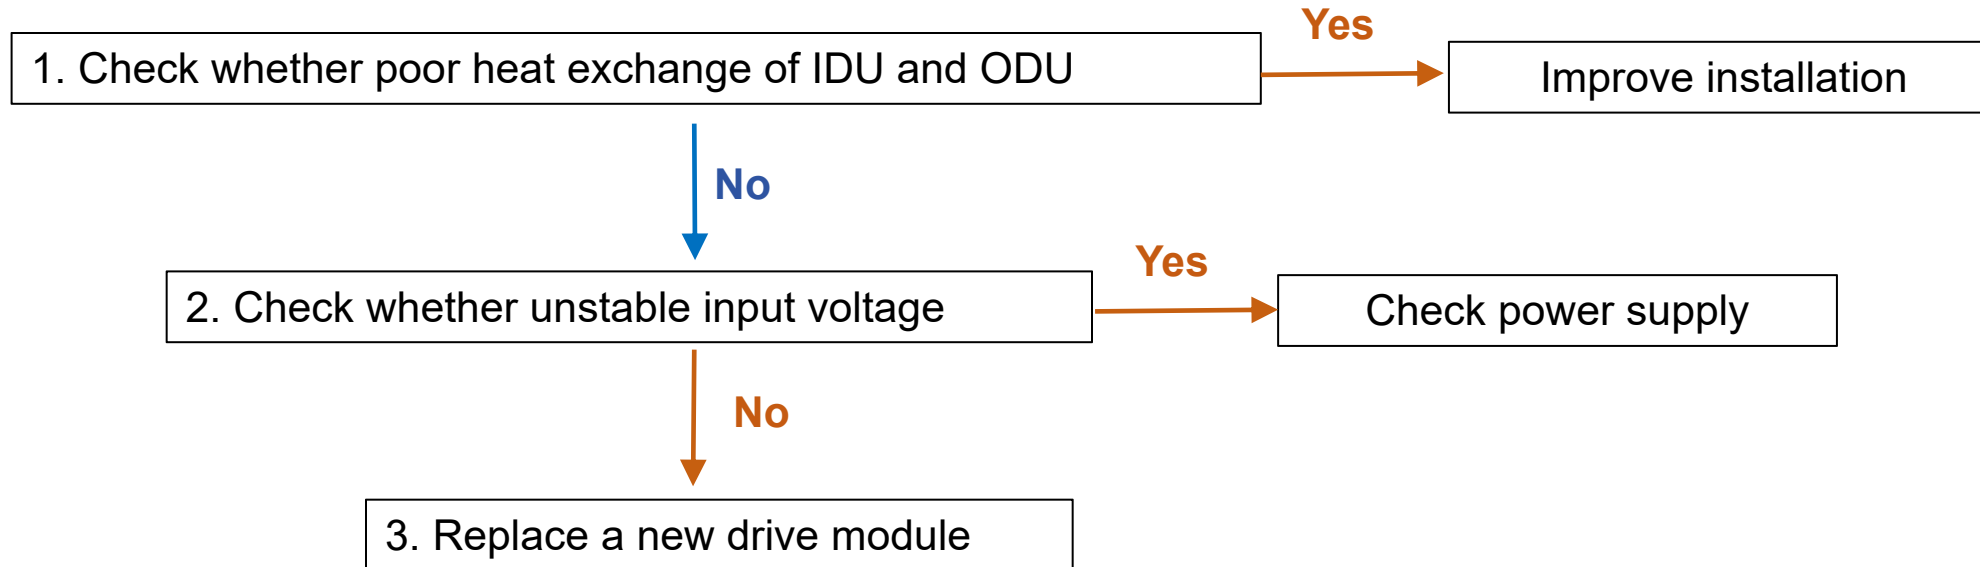 Yes
1. Check whether poor heat exchange of IDU and ODU
Improve installation
No
Yes
2. Check whether unstable input voltage
Check power supply
No
3. Replace a new drive module